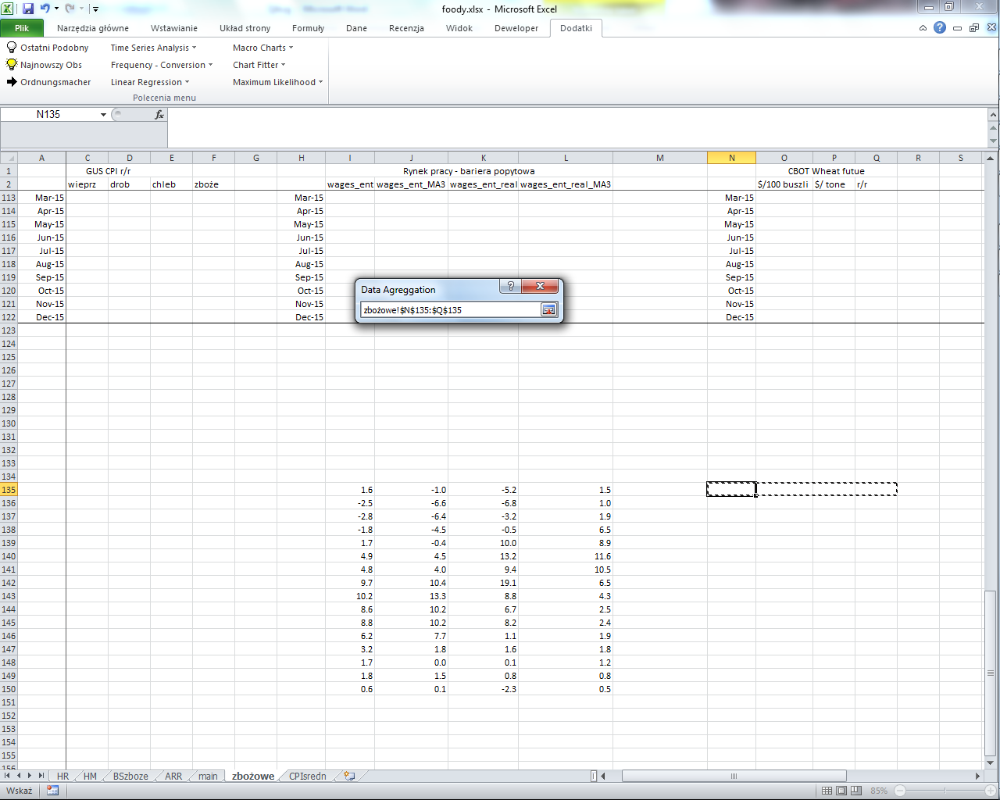 foody.xlsx - Microsoft Excel
Plik Narzędzia główne Wstawianie Układ strony Formuły Dane Recenzja Widok Deweloper Dodatki
Ostatni Podobny Time Series Analysis Macro Charts
Najnowszy Obs Frequency - Conversion Chart Fitter
Ordnungsmacher Linear Regression Maximum Likelihood
Polecenia menu
N135 fx
A B C D E F G H I J K L M N O P Q R S
1 GUS CPI r/r Rynek pracy - bariera popytowa CBOT Wheat futue
2 wieprz drob chleb zboże wages_ent wages_ent_MA3 wages_ent_real wages_ent_real_MA3 $/100 buszli $/ tone r/r
113 Mar-15 Mar-15 Mar-15
114 Apr-15 Apr-15 Apr-15
115 May-15 May-15 May-15
116 Jun-15 Jun-15 Jun-15
117 Jul-15 Jul-15 Jul-15
118 Aug-15 Aug-15 Aug-15
119 Sep-15 Sep-15 Sep-15
120 Oct-15 Oct-15 Oct-15
121 Nov-15 Nov-15 Nov-15
122 Dec-15 Dec-15 Dec-15
Data Agreggation
zbożowe!$N$135:$Q$135
123
124
125
126
127
128
129
130
131
132
133
134
135 1.6 -1.0 -5.2 1.5
136 -2.5 -6.6 -6.8 1.0
137 -2.8 -6.4 -3.2 1.9
138 -1.8 -4.5 -0.5 6.5
139 1.7 -0.4 10.0 8.9
140 4.9 4.5 13.2 11.6
141 4.8 4.0 9.4 10.5
142 9.7 10.4 19.1 6.5
143 10.2 13.3 8.8 4.3
144 8.6 10.2 6.7 2.5
145 8.8 10.2 8.2 2.4
146 6.2 7.7 1.1 1.9
147 3.2 1.8 1.6 1.8
148 1.7 0.0 0.1 1.2
149 1.8 1.5 0.8 0.8
150 0.6 0.1 -2.3 0.5
151
152
153
154
155
156
HR HM BSzboze ARR main zbożowe CPIsredn
Wskaż 85%